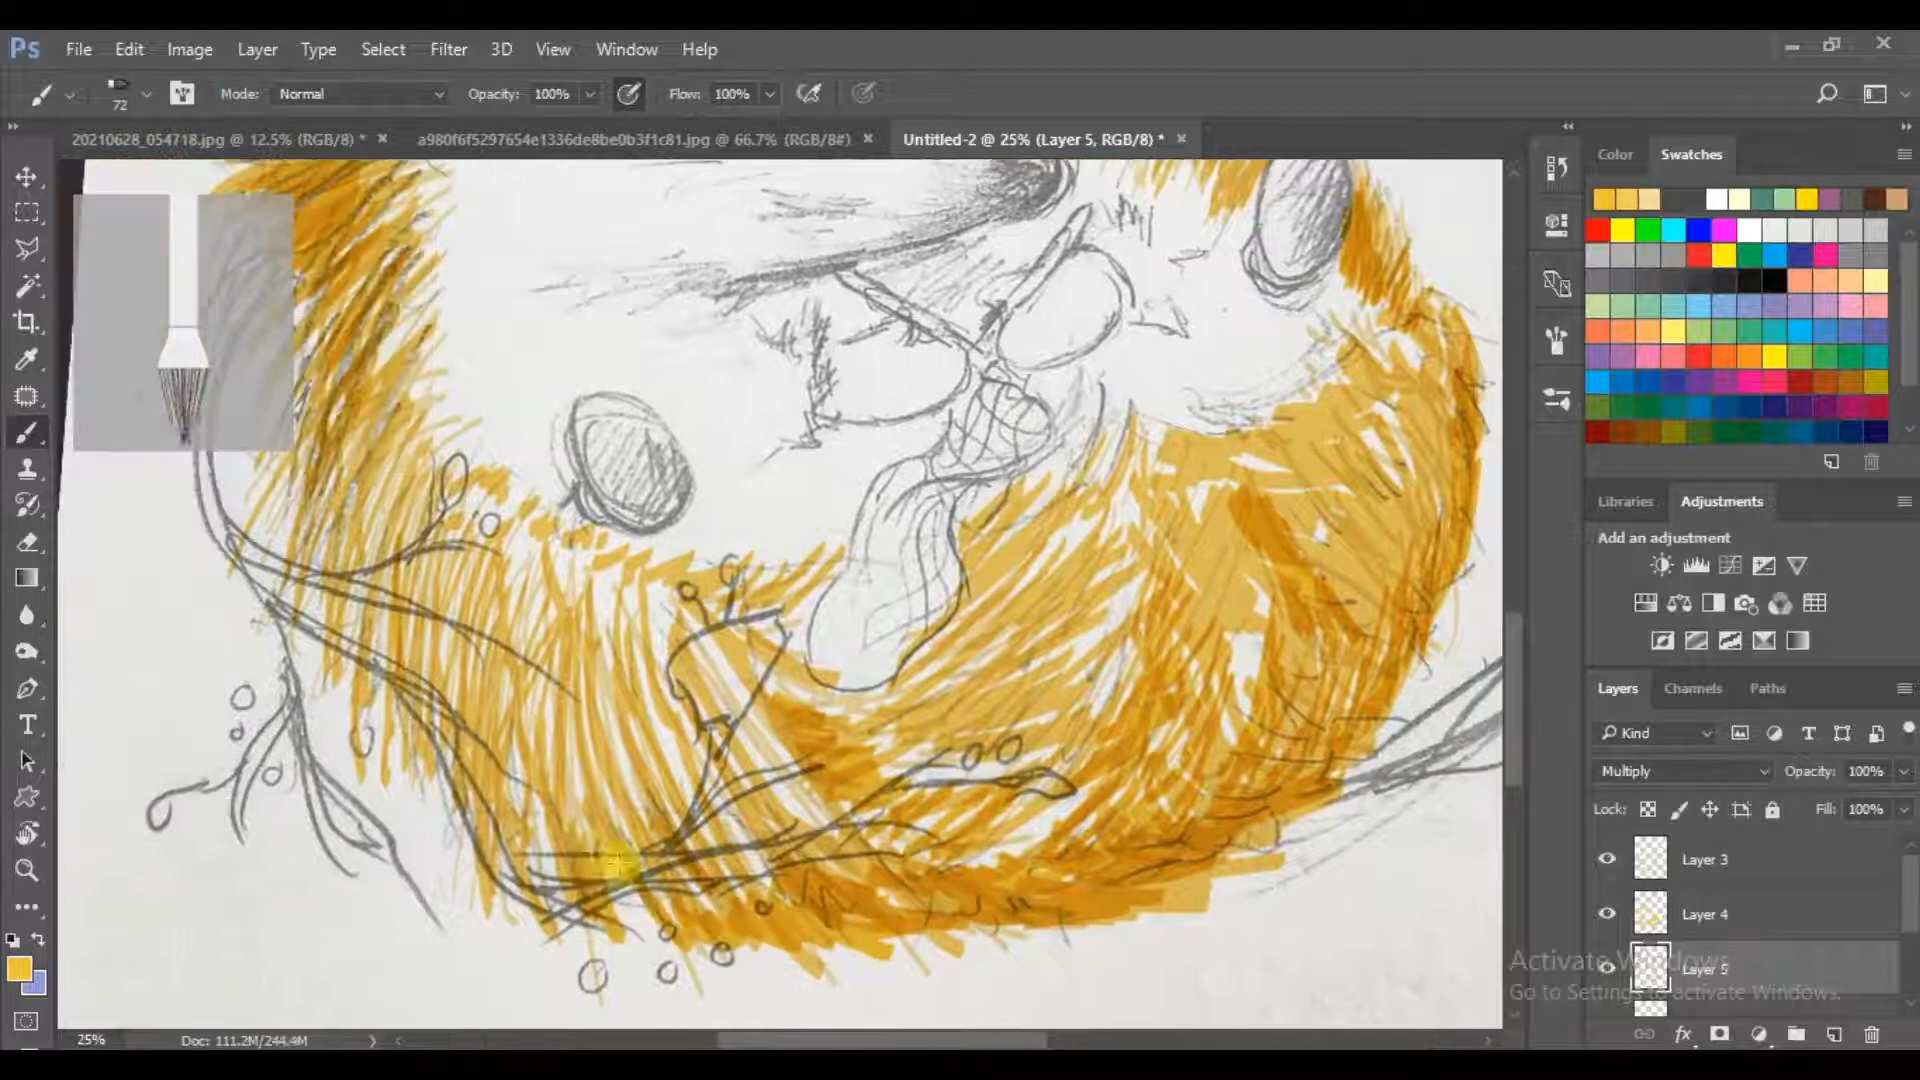 Ps File Edit Image Layer Type Select Filter 3D View Window Help
72 Mode: Normal Opacity: 100% Flow: 100%
20210628_054718.jpg @ 12.5% (RGB/8) * a980f6f5297654e1336de8be0b3f1c81.jpg @ 66.7% (RGB/8#) Untitled-2 @ 25% (Layer 5, RGB/8) *
Color Swatches
Libraries Adjustments
Add an adjustment
Layers Channels Paths
Kind
Multiply Opacity: 100%
Lock: Fill: 100%
Layer 3
Layer 4
Layer 5
Activate Windows
Go to Settings to activate Windows.
25% Doc: 111.2M/244.4M